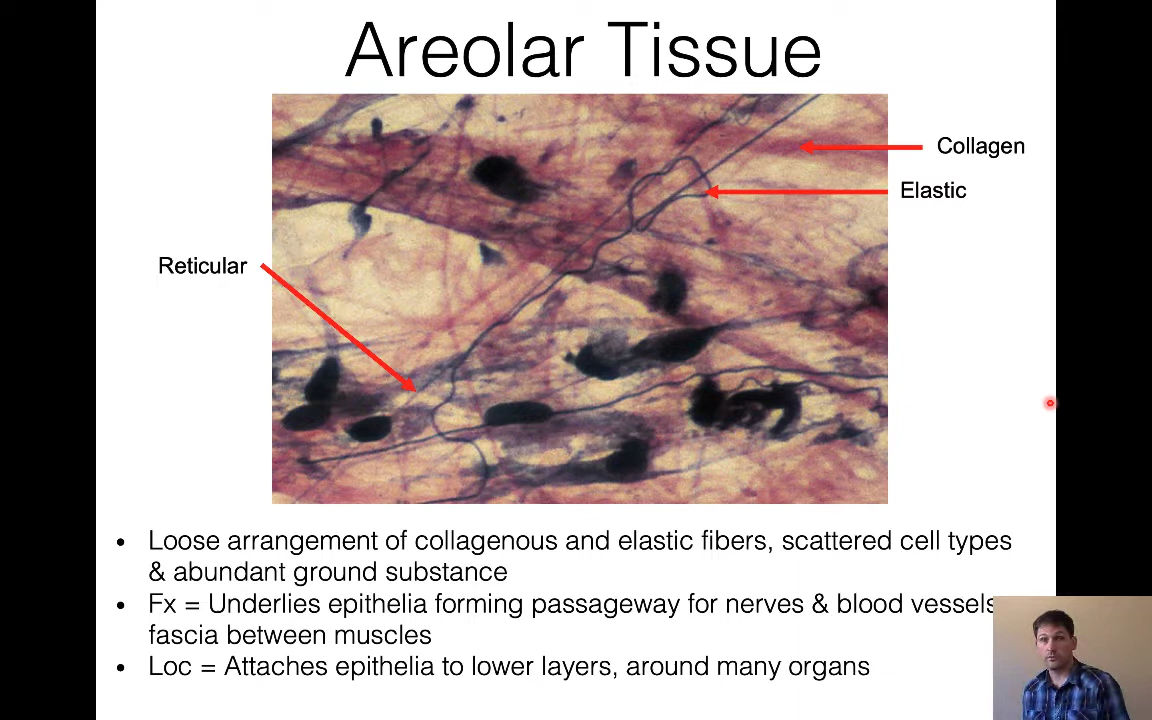 Areolar Tissue
Collagen
Elastic
Reticular
• Loose arrangement of collagenous and elastic fibers, scattered cell types
& abundant ground substance
• Fx = Underlies epithelia forming passageway for nerves & blood vessels
fascia between muscles
• Loc = Attaches epithelia to lower layers, around many organs